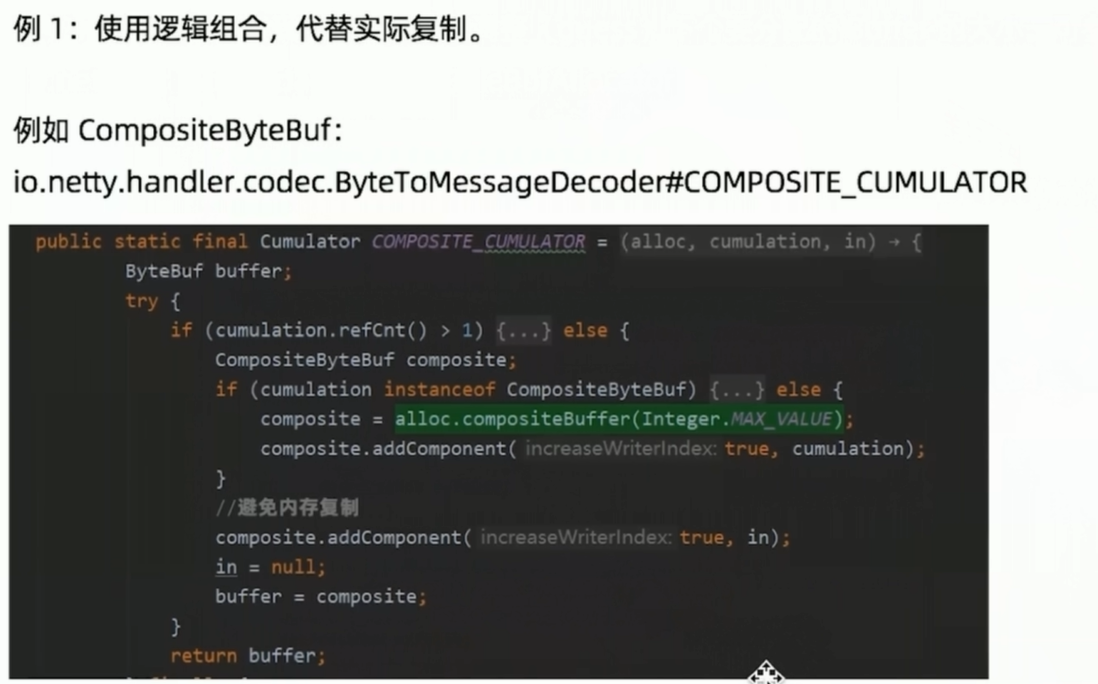 例 1：使用逻辑组合，代替实际复制。
例如 CompositeByteBuf：
io.netty.handler.codec.ByteToMessageDecoder#COMPOSITE_CUMULATOR
public static final Cumulator COMPOSITE_CUMULATOR = (alloc, cumulation, in) → {
ByteBuf buffer;
try {
if (cumulation.refCnt() > 1) {...} else {
CompositeByteBuf composite;
if (cumulation instanceof CompositeByteBuf) {...} else {
composite = alloc.compositeBuffer(Integer.MAX_VALUE);
composite.addComponent( increaseWriterIndex: true, cumulation);
}
//避免内存复制
composite.addComponent( increaseWriterIndex: true, in);
in = null;
buffer = composite;
}
return buffer;